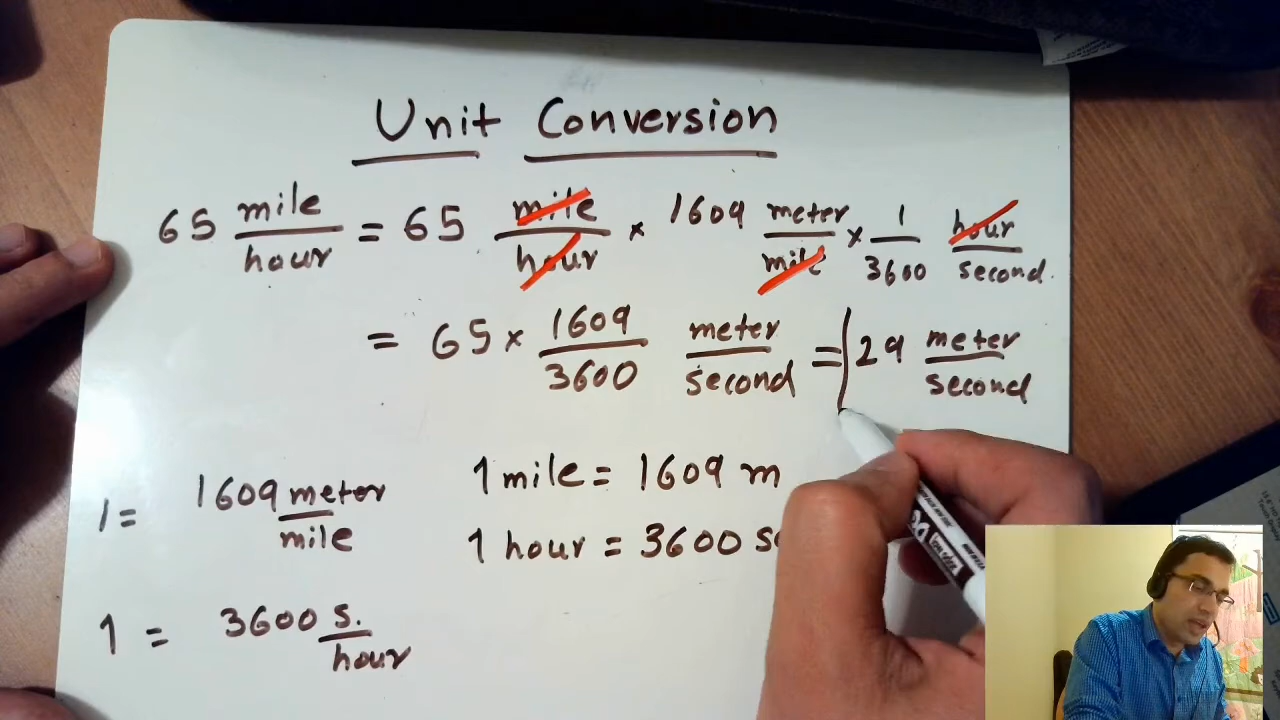 Unit Conversion
65 mile/hour = 65 mile/hour × 1609 meter/mile × 1/3600 hour/second.
= 65 × 1609/3600 meter/second = 29 meter/second
1 = 1609 meter/mile
1 mile = 1609 m
1 hour = 3600
1 = 3600 s./hour